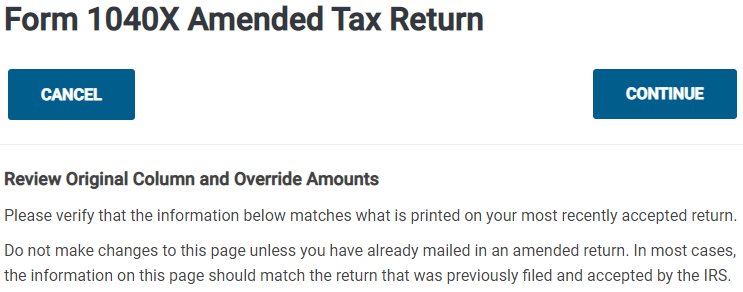 Form 1040X Amended Tax Return
CANCEL
CONTINUE
Review Original Column and Override Amounts
Please verify that the information below matches what is printed on your most recently accepted return.
Do not make changes to this page unless you have already mailed in an amended return. In most cases,
the information on this page should match the return that was previously filed and accepted by the IRS.